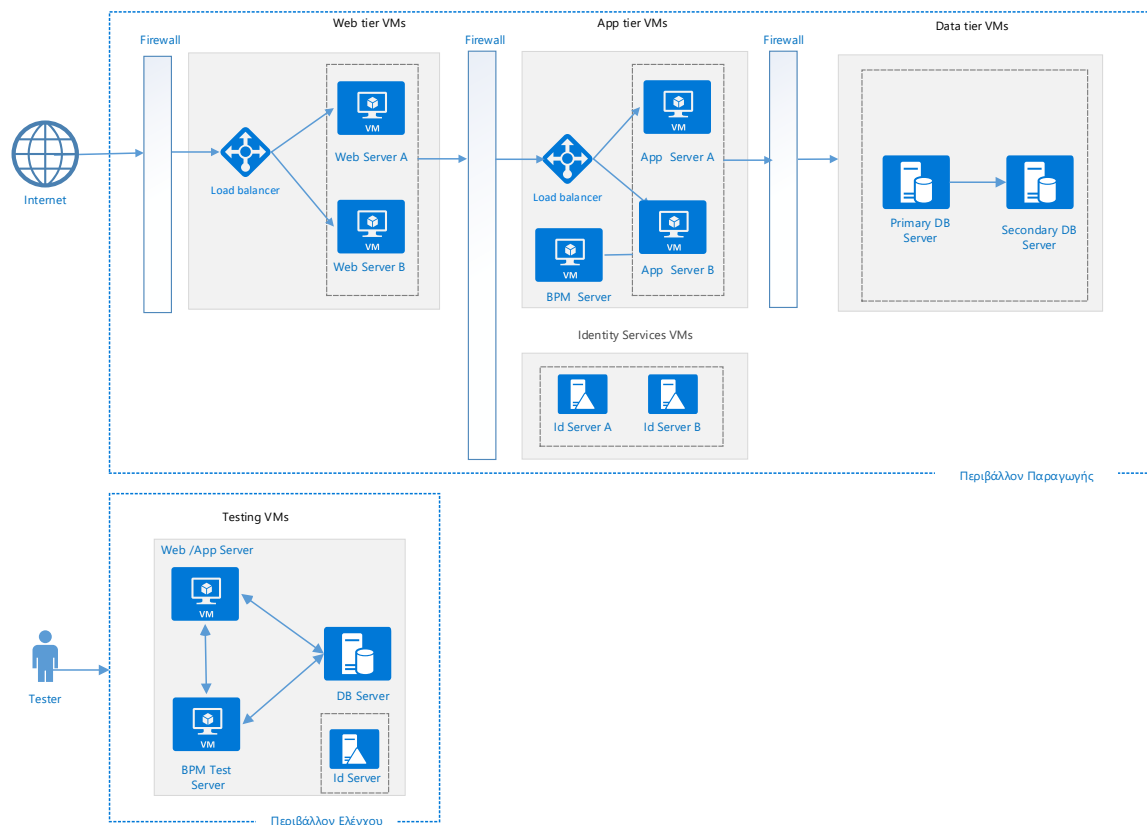 Web tier VMs
App tier VMs
Data tier VMs
Firewall
Firewall
Firewall
VM
Web Server A
VM
App Server A
Internet
Load balancer
Load balancer
VM
Web Server B
VM
App Server B
VM
BPM Server
Primary DB
Server
Secondary DB
Server
Identity Services VMs
Id Server A
Id Server B
Περιβάλλον Παραγωγής
Testing VMs
Web /App Server
VM
DB Server
Tester
VM
BPM Test
Server
Id Server
Περιβάλλον Ελένχου